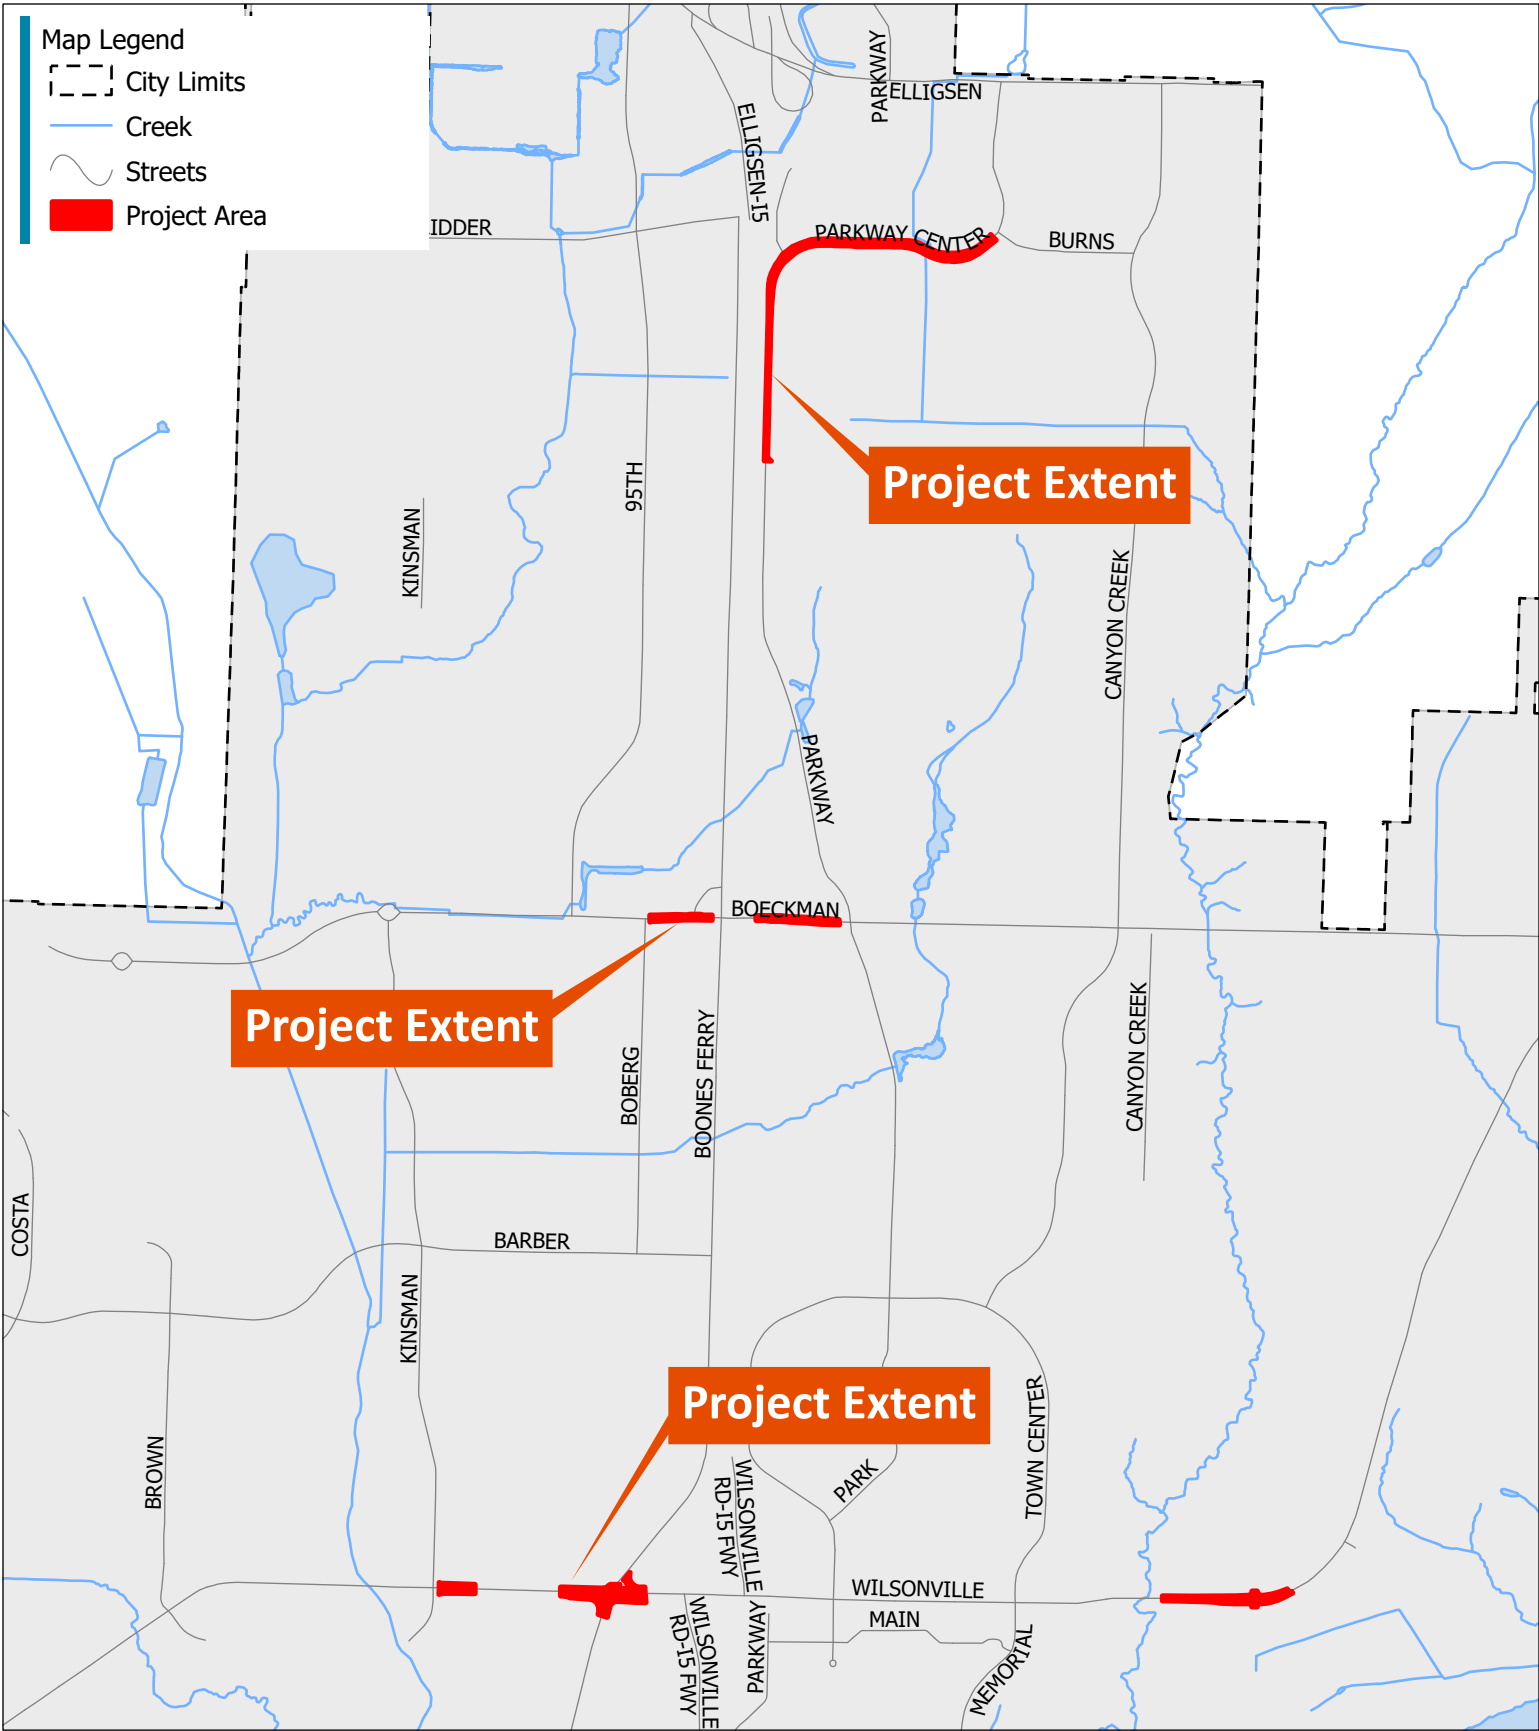 Map Legend
City Limits
Creek
Streets
Project Area
PARKWAY
ELLIGSEN
ELLIGSEN-I5
IDDER
PARKWAY CENTER
BURNS
Project Extent
95TH
KINSMAN
CANYON CREEK
PARKWAY
BOECKMAN
Project Extent
CANYON CREEK
BOBERG
BOONES FERRY
COSTA
BARBER
KINSMAN
Project Extent
TOWN CENTER
BROWN
PARK
WILSONVILLE
RD-I5 FWY
WILSONVILLE
MAIN
WILSONVILLE
RD-I5 FWY
PARKWAY
MEMORIAL